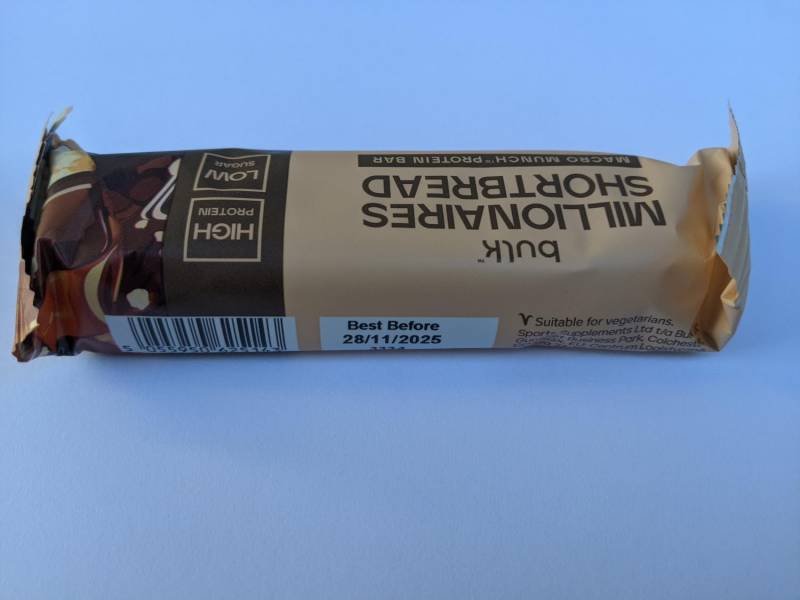 bulk™
MILLIONAIRES
SHORTBREAD
MACRO MUNCH™ PROTEIN BAR
HIGH
PROTEIN
LOW
SUGAR
Best Before
28/11/2025
Suitable for vegetarians.
Sports Supplements Ltd t/a
Business Park,